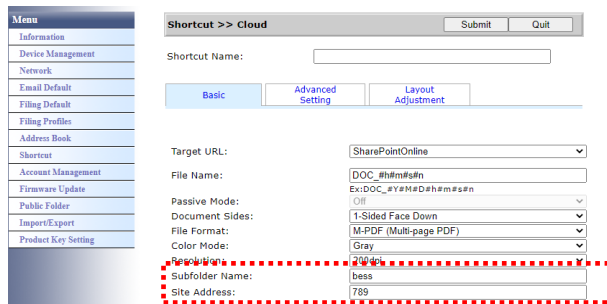 Menu
Information
Device Management
Network
Email Default
Filing Default
Filing Profiles
Address Book
Shortcut
Account Management
Firmware Update
Public Folder
Import/Export
Product Key Setting
Shortcut >> Cloud Submit Quit
Shortcut Name:
Basic Advanced Setting Layout Adjustment
Target URL: SharePointOnline
File Name: DOC_#h#m#s#n
Ex:DOC_#Y#M#D#h#m#s#n
Passive Mode: Off
Document Sides: 1-Sided Face Down
File Format: M-PDF (Multi-page PDF)
Color Mode: Gray
Resolution: 200dpi
Subfolder Name: bess
Site Address: 789